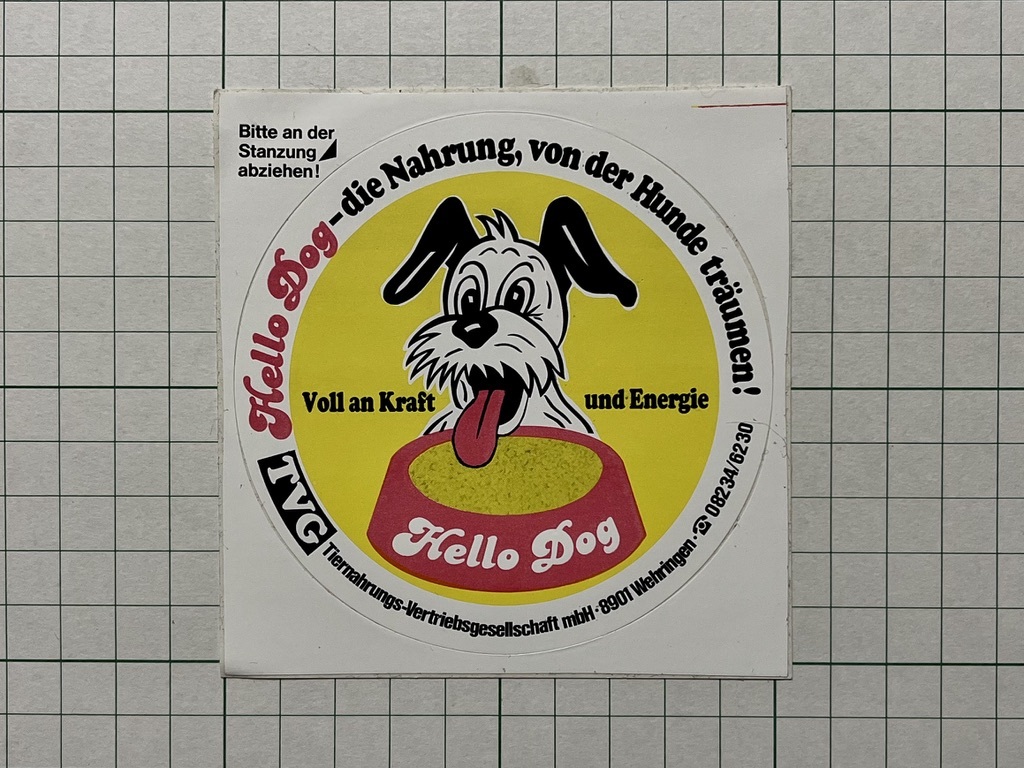 Bitte an der
Stanzung
abziehen!
Hello Dog - die Nahrung, von der Hunde träumen!
Voll an Kraft und Energie
Hello Dog
TVG Tiernahrungs-Vertriebsgesellschaft mbH · 8901 Wehringen · ☎ 08234/6230